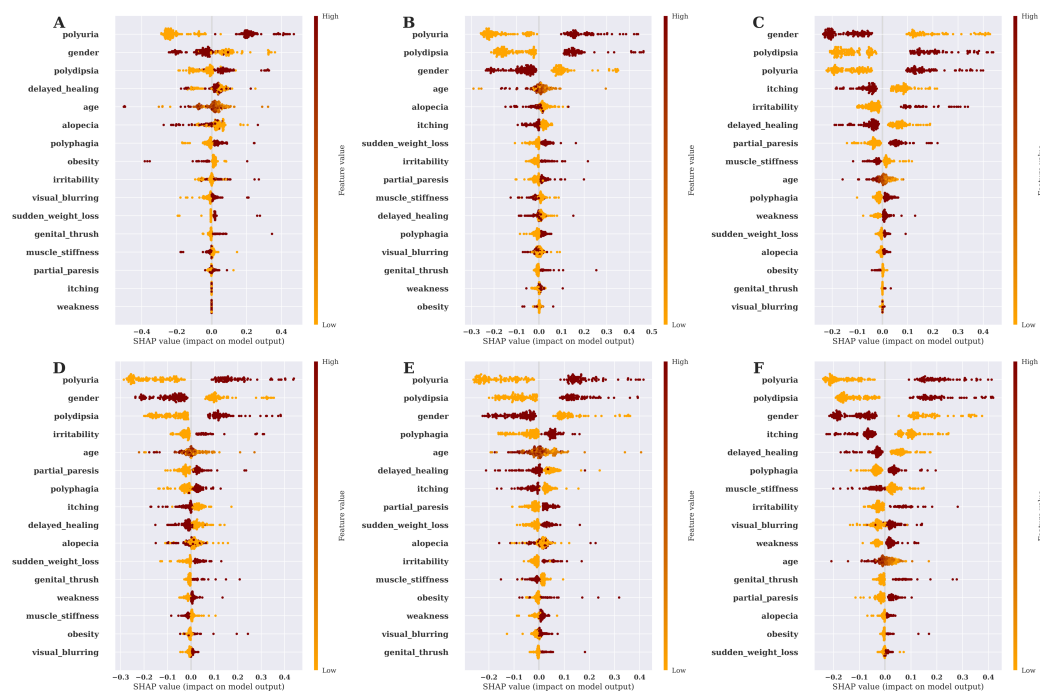 A
High
polyuria
gender
polydipsia
delayed_healing
age
alopecia
polyphagia
obesity
irritability
visual_blurring
sudden_weight_loss
genital_thrush
muscle_stiffness
partial_paresis
itching
weakness
Feature value
Low
−0.4 −0.2 0.0 0.2 0.4
SHAP value (impact on model output)
B
High
polyuria
polydipsia
gender
age
alopecia
itching
sudden_weight_loss
irritability
partial_paresis
muscle_stiffness
delayed_healing
polyphagia
visual_blurring
genital_thrush
weakness
obesity
Feature value
Low
−0.3 −0.2 −0.1 0.0 0.1 0.2 0.3 0.4 0.5
SHAP value (impact on model output)
C
High
gender
polydipsia
polyuria
itching
irritability
delayed_healing
partial_paresis
muscle_stiffness
age
polyphagia
weakness
sudden_weight_loss
alopecia
obesity
genital_thrush
visual_blurring
Feature value
Low
−0.2 −0.1 0.0 0.1 0.2 0.3 0.4
SHAP value (impact on model output)
D
High
polyuria
gender
polydipsia
irritability
age
partial_paresis
polyphagia
itching
delayed_healing
alopecia
sudden_weight_loss
genital_thrush
weakness
muscle_stiffness
obesity
visual_blurring
Feature value
Low
−0.3 −0.2 −0.1 0.0 0.1 0.2 0.3 0.4
SHAP value (impact on model output)
E
High
polyuria
polydipsia
gender
polyphagia
age
delayed_healing
itching
partial_paresis
sudden_weight_loss
alopecia
irritability
muscle_stiffness
obesity
weakness
visual_blurring
genital_thrush
Feature value
Low
−0.2 −0.1 0.0 0.1 0.2 0.3 0.4
SHAP value (impact on model output)
F
High
polyuria
polydipsia
gender
itching
delayed_healing
polyphagia
muscle_stiffness
irritability
visual_blurring
weakness
age
genital_thrush
partial_paresis
alopecia
obesity
sudden_weight_loss
Feature value
Low
−0.2 −0.1 0.0 0.1 0.2 0.3 0.4
SHAP value (impact on model output)